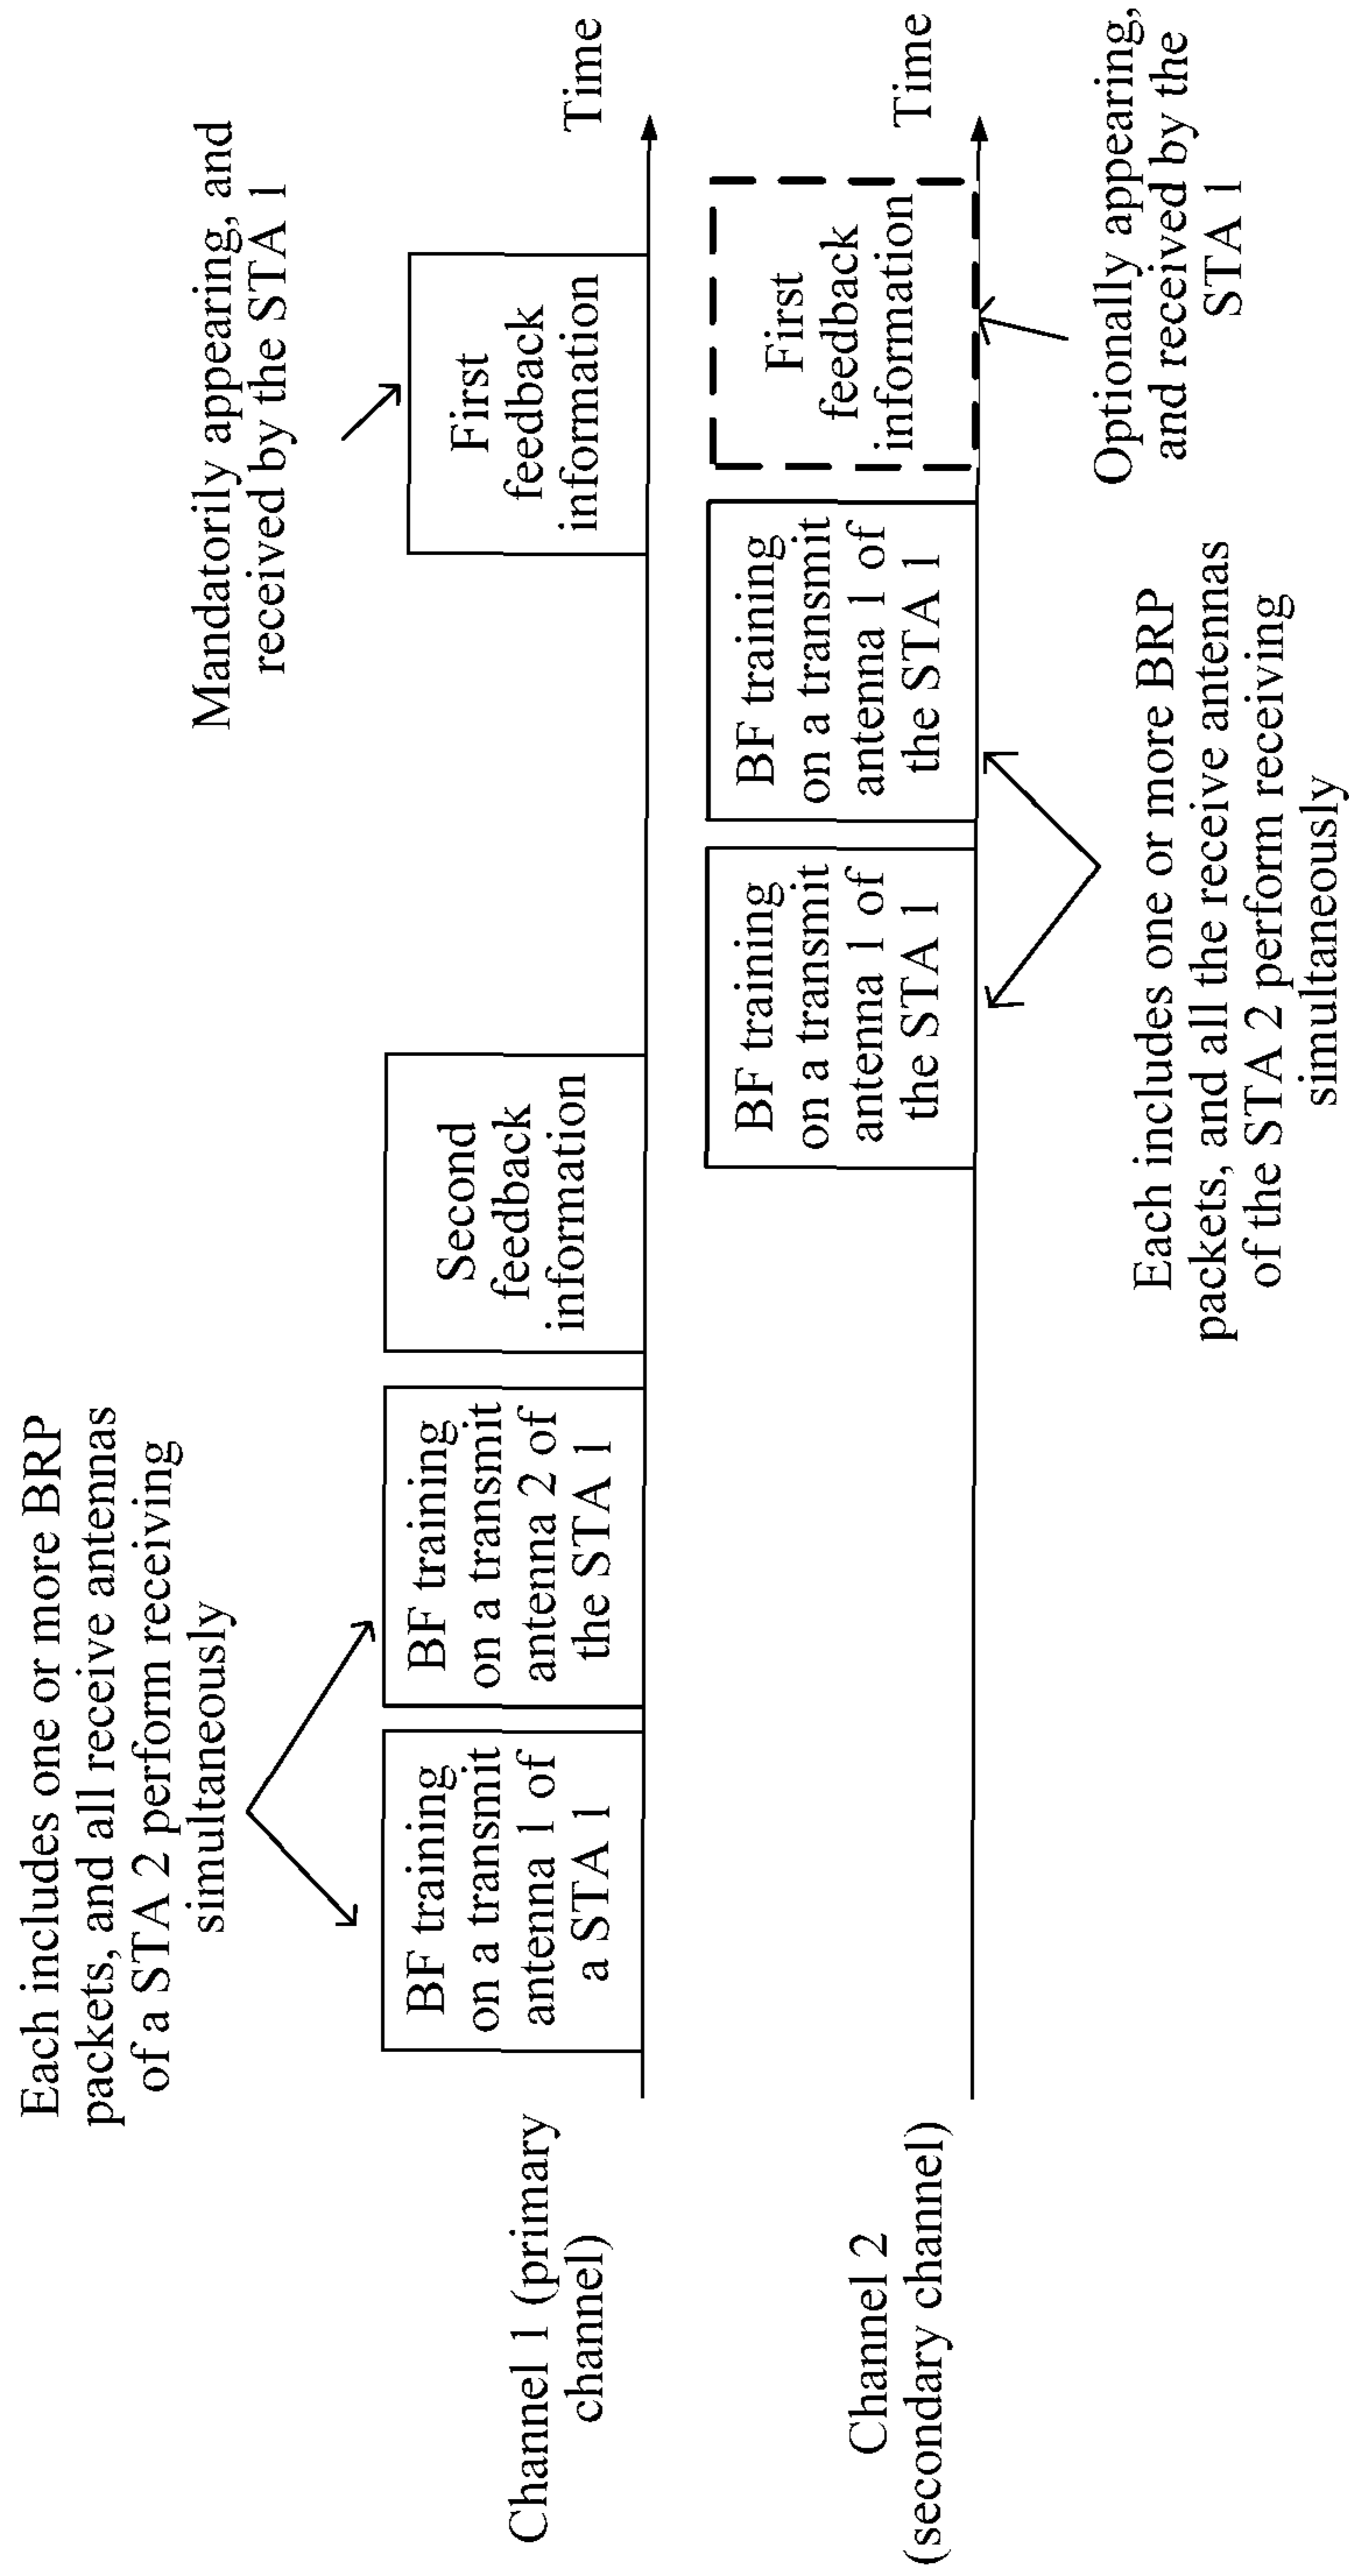 Each includes one or more BRP
packets, and all receive antennas
of a STA 2 perform receiving
simultaneously
Mandatorily appearing, and
received by the STA 1
Channel 1 (primary
channel)
BF training
on a transmit
antenna 1 of
a STA 1
BF training
on a transmit
antenna 2 of
the STA 1
Second
feedback
information
First
feedback
information
Time
Channel 2
(secondary channel)
BF training
on a transmit
antenna 1 of
the STA 1
BF training
on a transmit
antenna 1 of
the STA 1
First
feedback
information
Time
Each includes one or more BRP
packets, and all the receive antennas
of the STA 2 perform receiving
simultaneously
Optionally appearing,
and received by the
STA 1